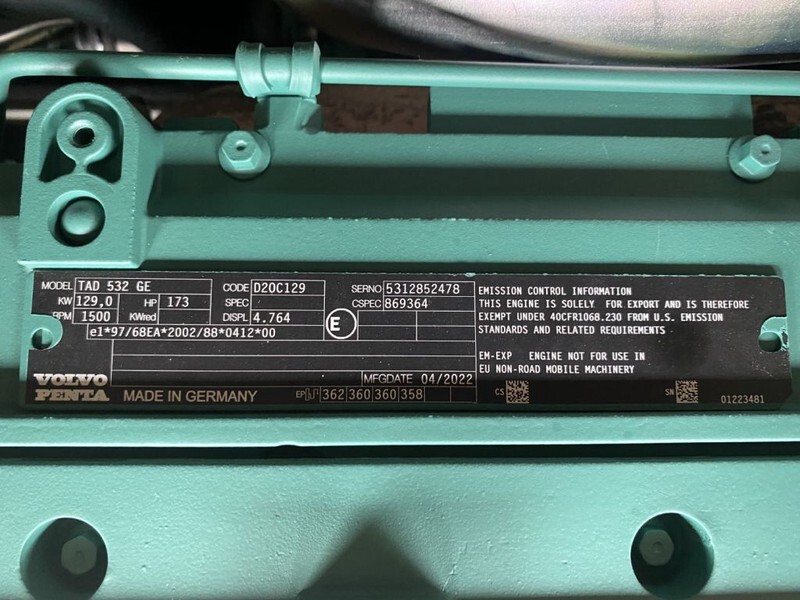 MODEL TAD 532 GE CODE D20C129 SERNO 5312852478
KW 129,0 HP 173 SPEC CSPEC 869364
RPM 1500 KWred DISPL 4.764 E
e1*97/68EA*2002/88*0412*00
MFGDATE 04/2022
VOLVO
PENTA
MADE IN GERMANY EP 362 360 360 358
EMISSION CONTROL INFORMATION
THIS ENGINE IS SOLELY FOR EXPORT AND IS THEREFORE
EXEMPT UNDER 40CFR1068.230 FROM U.S. EMISSION
STANDARDS AND RELATED REQUIREMENTS
EM-EXP ENGINE NOT FOR USE IN
EU NON-ROAD MOBILE MACHINERY
CS SN 01223481